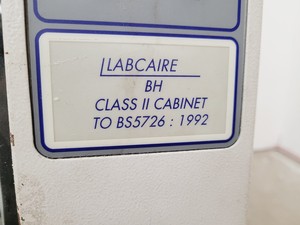 LABCAIRE
BH
CLASS II CABINET
TO BS5726 : 1992